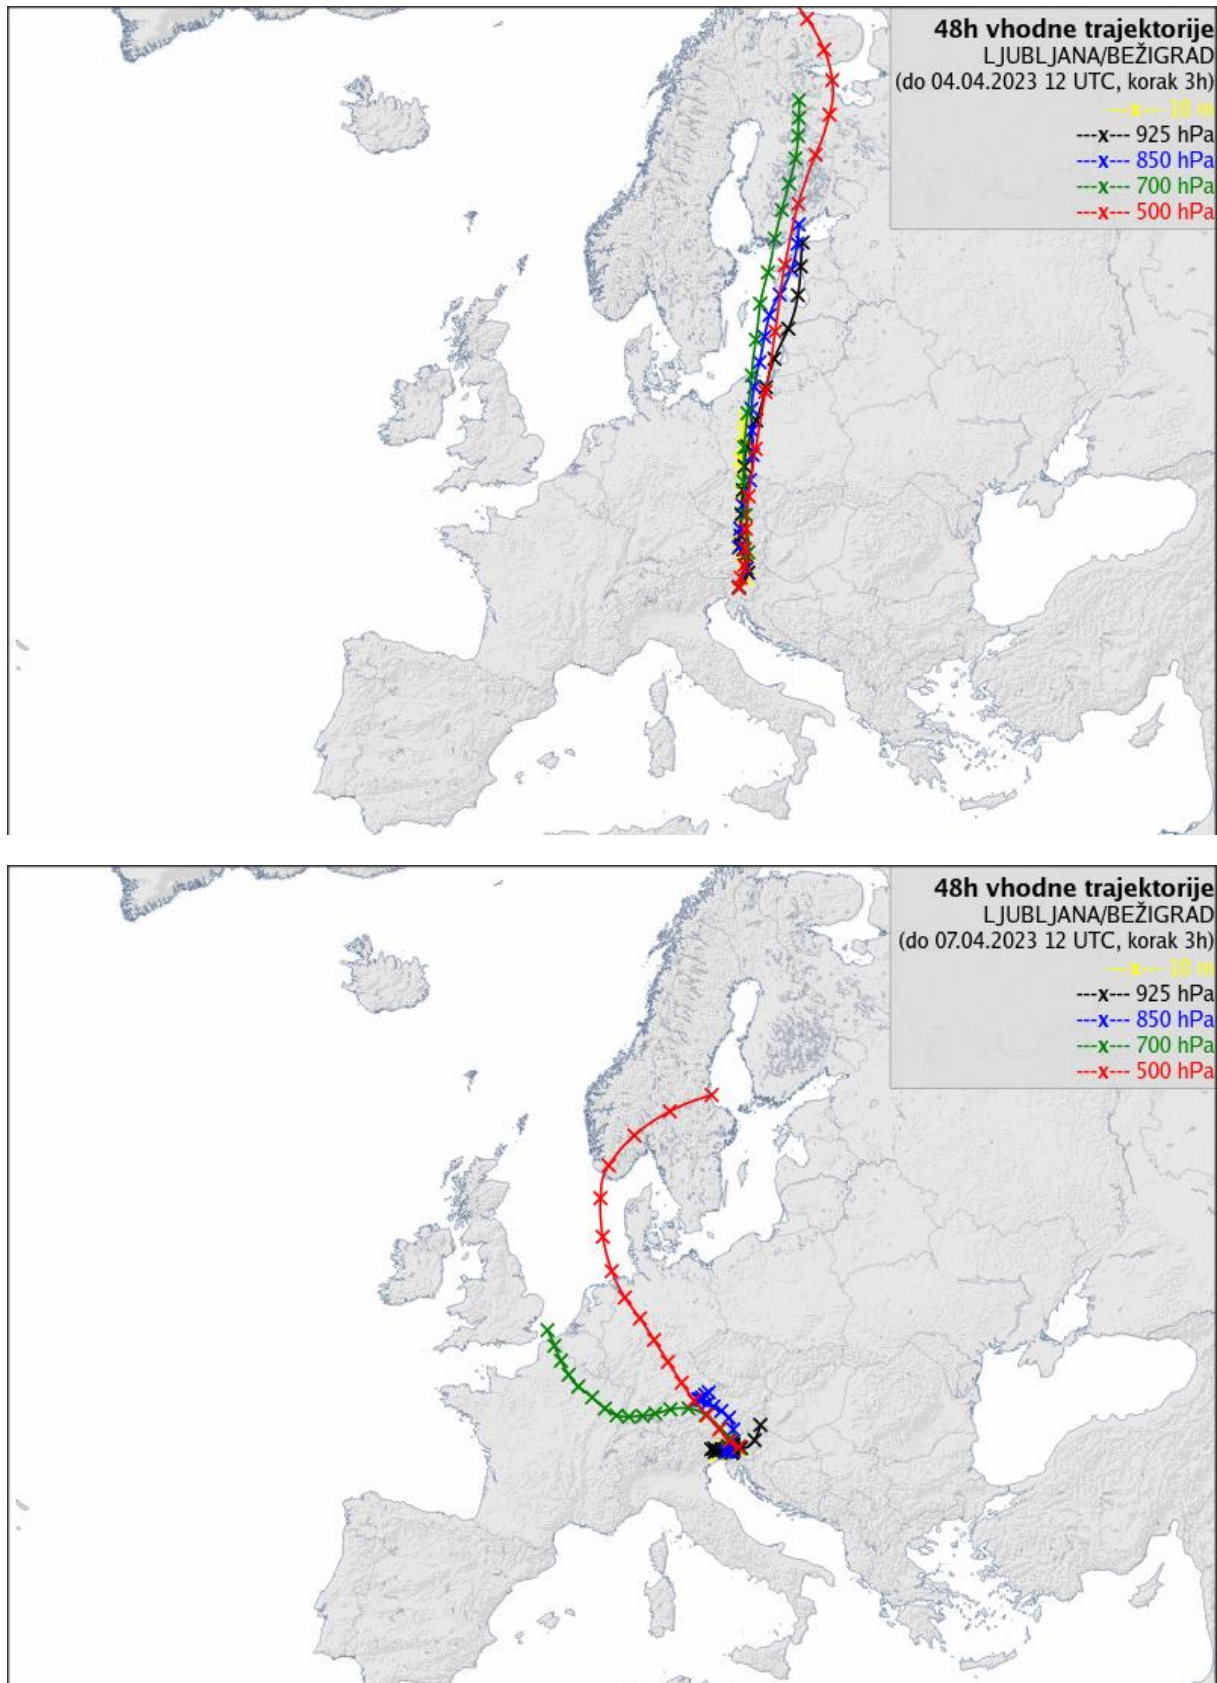 48h vhodne trajektorije
LJUBLJANA/BEŽIGRAD
(do 04.04.2023 12 UTC, korak 3h)
---x--- 10 m
---x--- 925 hPa
---x--- 850 hPa
---x--- 700 hPa
---x--- 500 hPa
48h vhodne trajektorije
LJUBLJANA/BEŽIGRAD
(do 07.04.2023 12 UTC, korak 3h)
---x--- 10 m
---x--- 925 hPa
---x--- 850 hPa
---x--- 700 hPa
---x--- 500 hPa